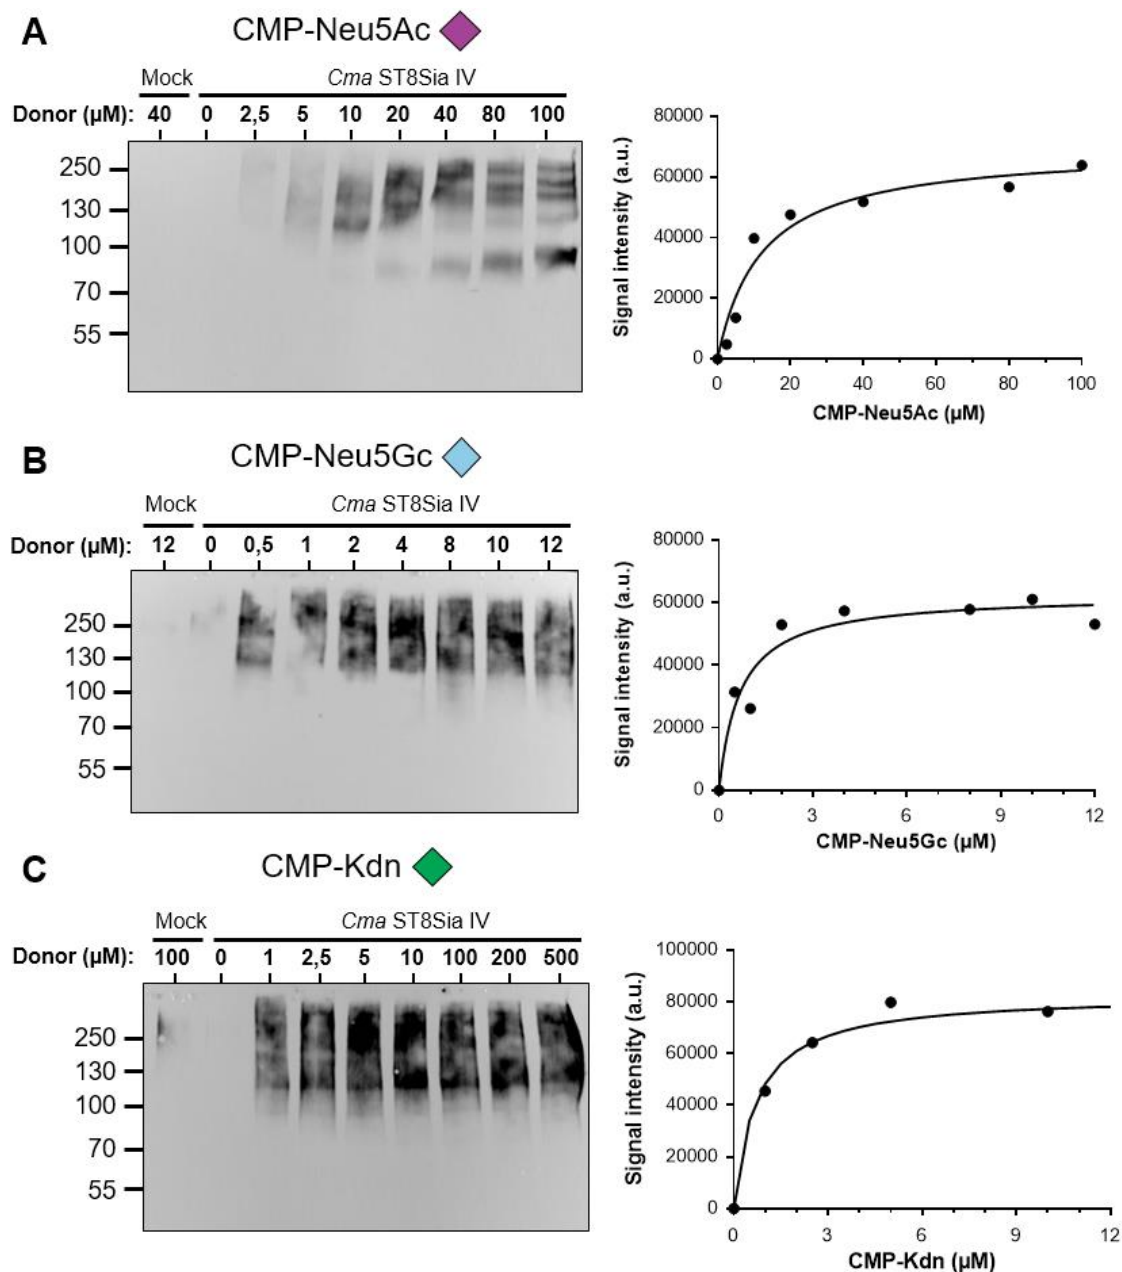 A
CMP-Neu5Ac
Mock
Cma ST8Sia IV
Donor (µM): 40 0 2,5 5 10 20 40 80 100
250
130
100
70
55
Signal intensity (a.u.)
80000
60000
40000
20000
0
0 20 40 60 80 100
CMP-Neu5Ac (µM)
B
CMP-Neu5Gc
Mock
Cma ST8Sia IV
Donor (µM): 12 0 0,5 1 2 4 8 10 12
250
130
100
70
55
Signal intensity (a.u.)
80000
60000
40000
20000
0
0 3 6 9 12
CMP-Neu5Gc (µM)
C
CMP-Kdn
Mock
Cma ST8Sia IV
Donor (µM): 100 0 1 2,5 5 10 100 200 500
250
130
100
70
55
Signal intensity (a.u.)
100000
80000
60000
40000
20000
0
0 3 6 9 12
CMP-Kdn (µM)